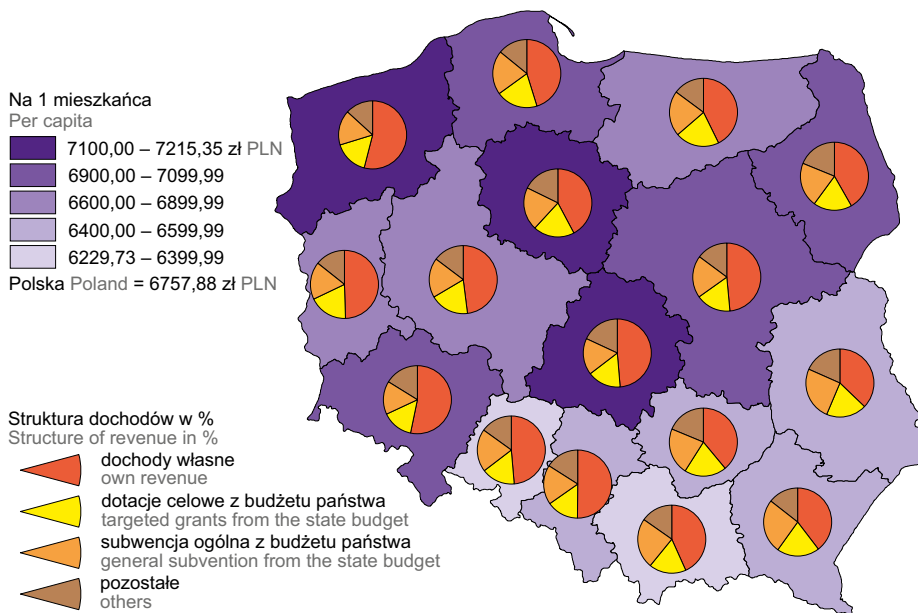 Na 1 mieszkańca
Per capita
7100,00 – 7215,35 zł PLN
6900,00 – 7099,99
6600,00 – 6899,99
6400,00 – 6599,99
6229,73 – 6399,99
Polska Poland = 6757,88 zł PLN
Struktura dochodów w %
Structure of revenue in %
dochody własne
own revenue
dotacje celowe z budżetu państwa
targeted grants from the state budget
subwencja ogólna z budżetu państwa
general subvention from the state budget
pozostałe
others